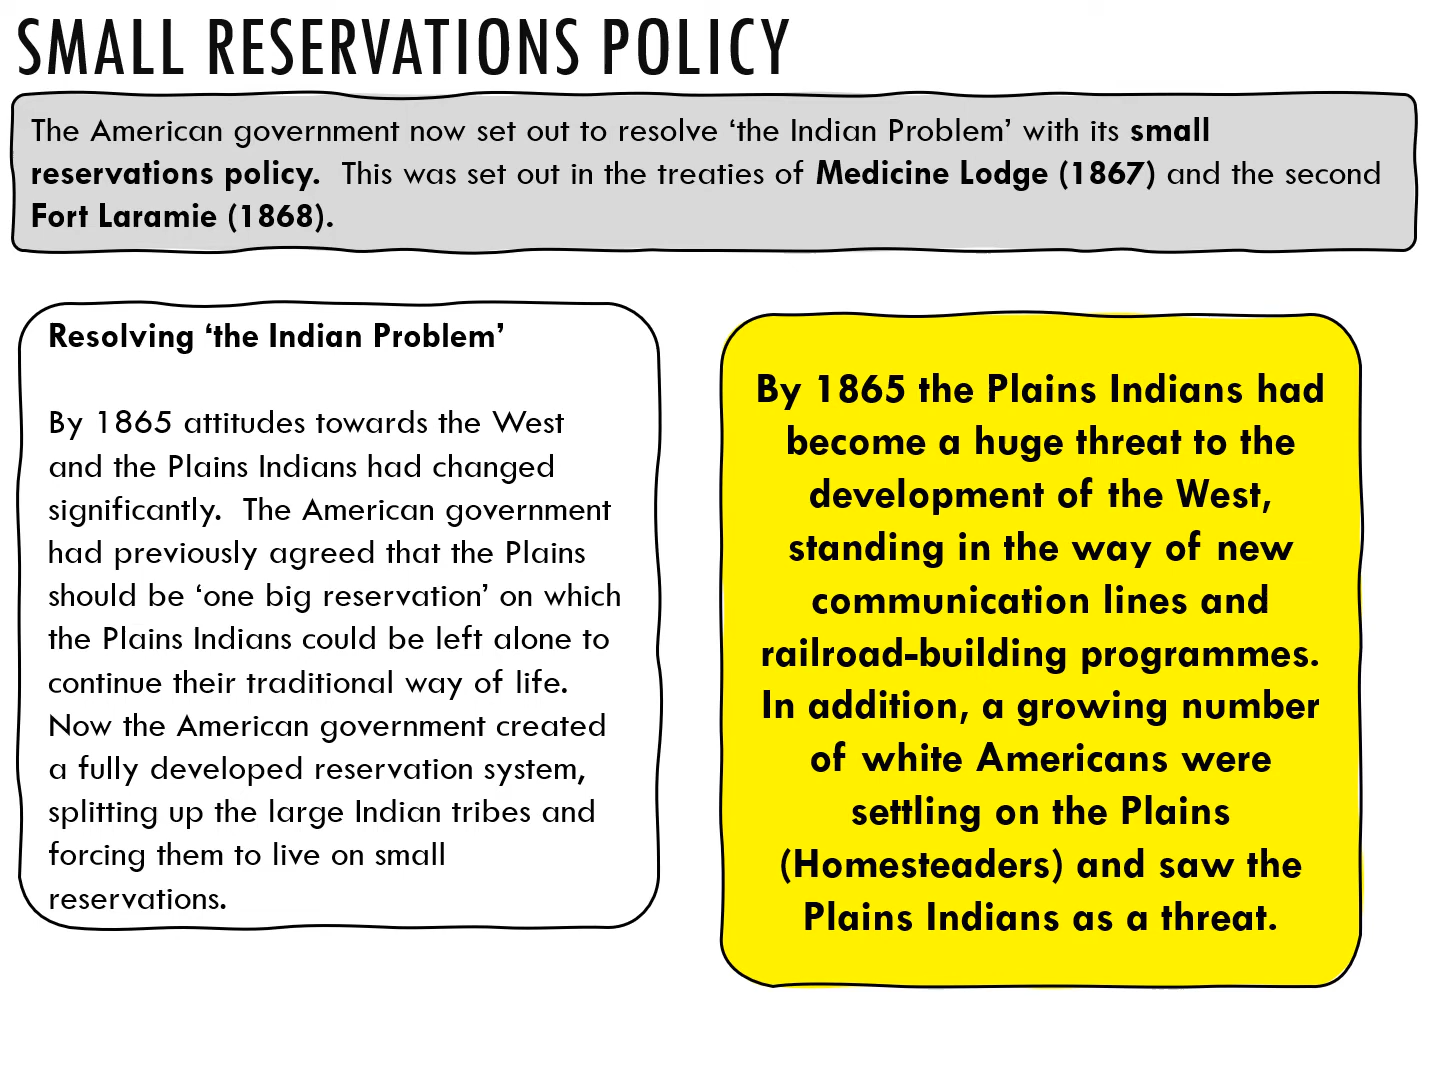 SMALL RESERVATIONS POLICY
The American government now set out to resolve ‘the Indian Problem’ with its small
reservations policy.  This was set out in the treaties of Medicine Lodge (1867) and the second
Fort Laramie (1868).
Resolving ‘the Indian Problem’
By 1865 attitudes towards the West
and the Plains Indians had changed
significantly.  The American government
had previously agreed that the Plains
should be ‘one big reservation’ on which
the Plains Indians could be left alone to
continue their traditional way of life.
Now the American government created
a fully developed reservation system,
splitting up the large Indian tribes and
forcing them to live on small
reservations.
By 1865 the Plains Indians had
become a huge threat to the
development of the West,
standing in the way of new
communication lines and
railroad-building programmes.
In addition, a growing number
of white Americans were
settling on the Plains
(Homesteaders) and saw the
Plains Indians as a threat.